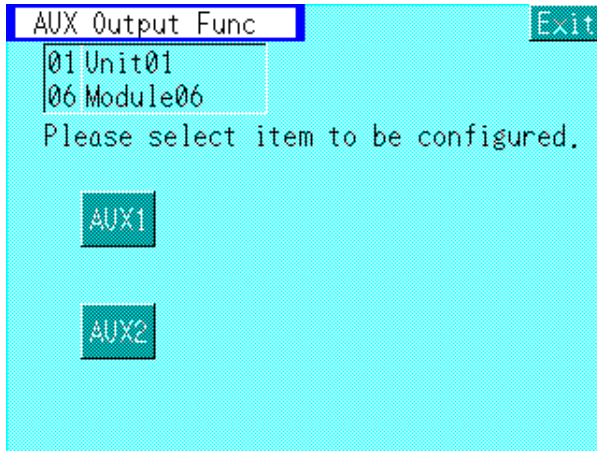 AUX Output Func
Exit
01 Unit01
06 Module06
Please select item to be configured.
AUX1
AUX2